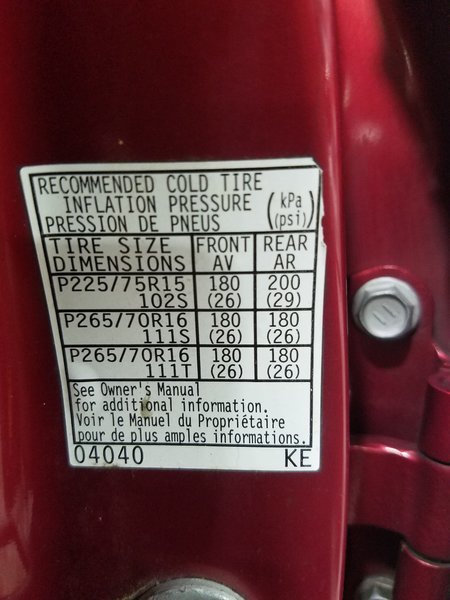 RECOMMENDED COLD TIRE
INFLATION PRESSURE (kPa)
PRESSION DE PNEUS (psi)
TIRE SIZE FRONT REAR
DIMENSIONS AV AR
P225/75R15 180 200
102S (26) (29)
P265/70R16 180 180
111S (26) (26)
P265/70R16 180 180
111T (26) (26)
See Owner's Manual
for additional information.
Voir le Manuel du Propriétaire
pour de plus amples informations.
04040 KE